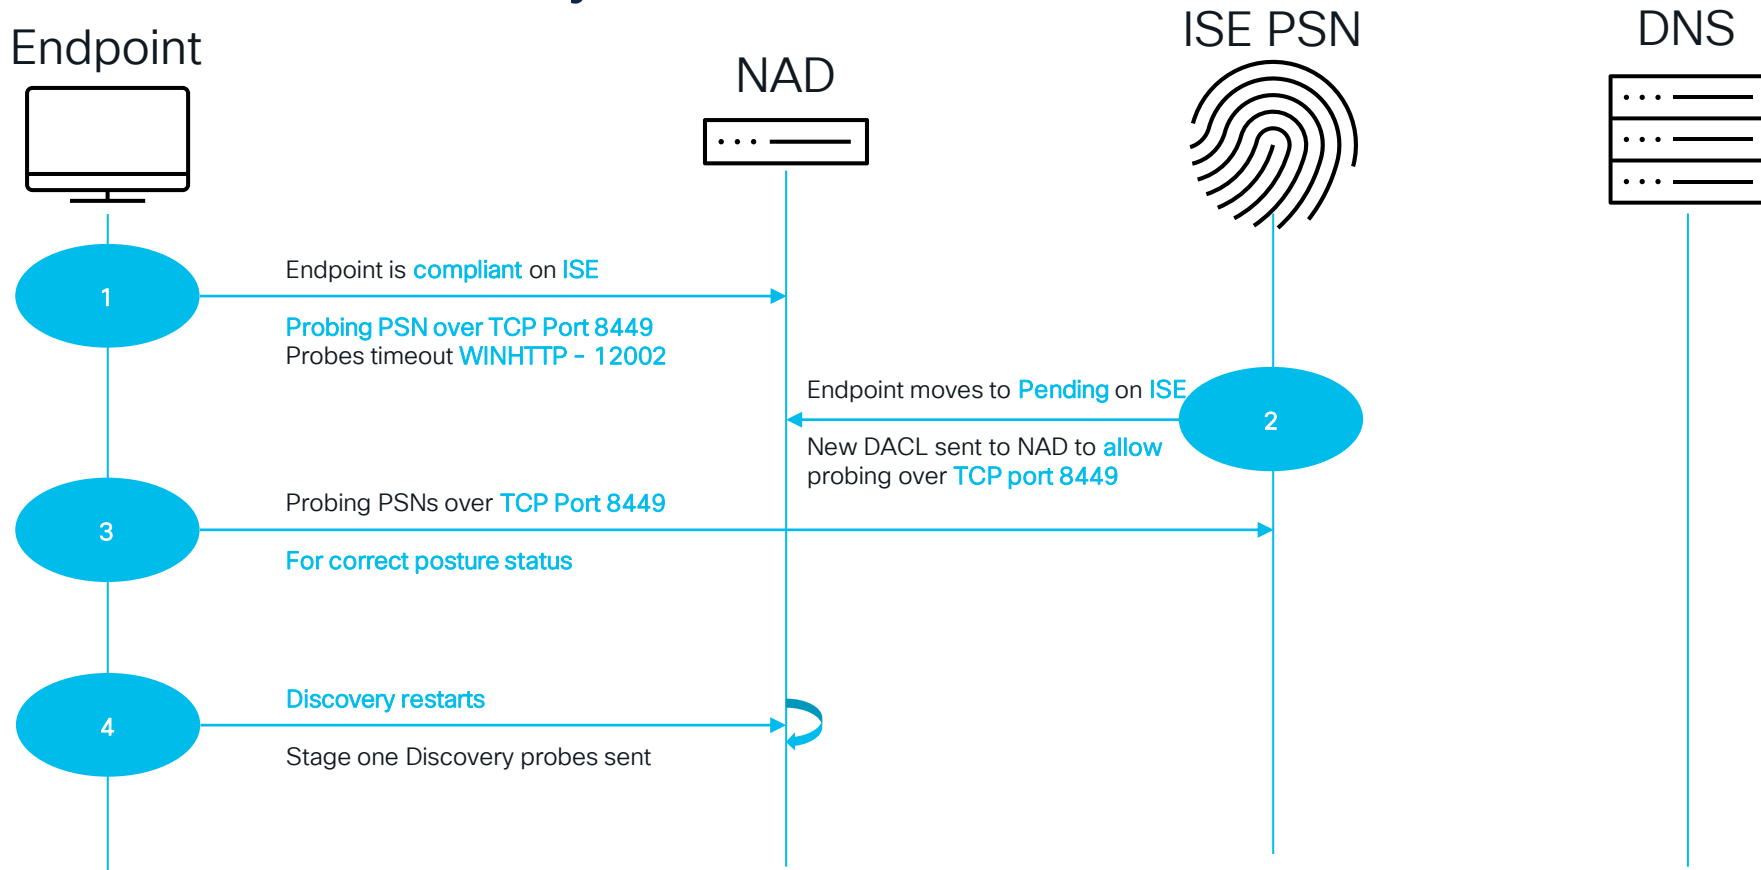 Endpoint
NAD
ISE PSN
DNS
1
Endpoint is compliant on ISE
Probing PSN over TCP Port 8449
Probes timeout WINHTTP - 12002
Endpoint moves to Pending on ISE
2
New DACL sent to NAD to allow
probing over TCP port 8449
3
Probing PSNs over TCP Port 8449
For correct posture status
4
Discovery restarts
Stage one Discovery probes sent